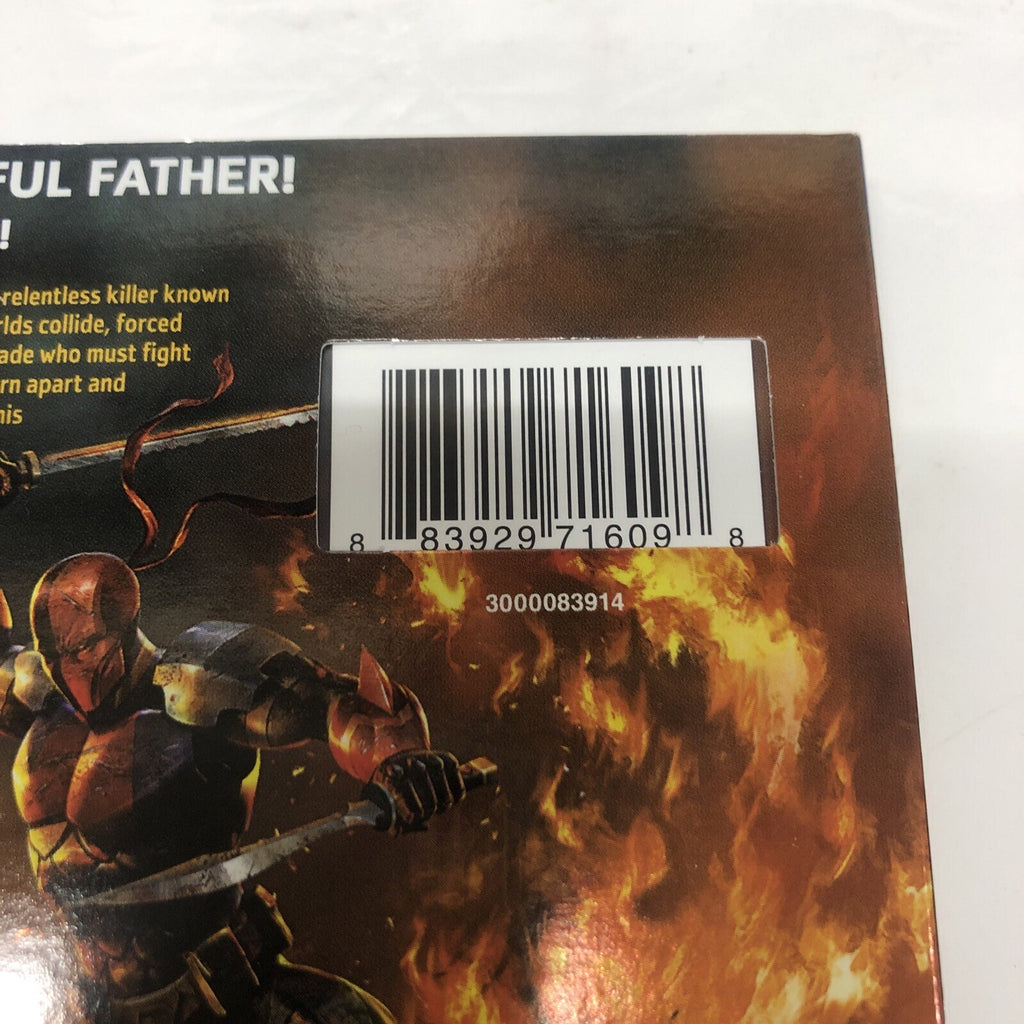 FUL FATHER!
!
relentless killer known
rlds collide, forced
ade who must fight
rn apart and
his
8 83929 71609 8
3000083914